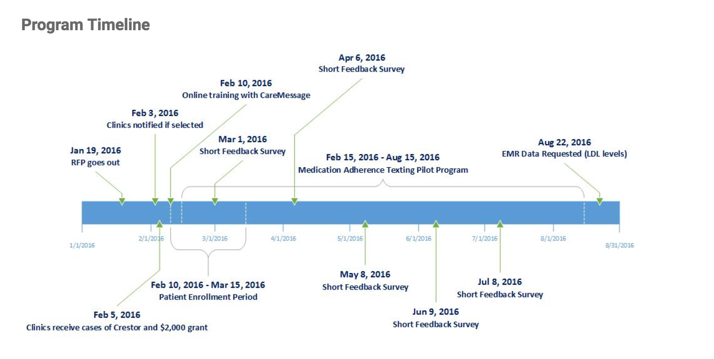 Program Timeline
Apr 6, 2016
Short Feedback Survey
Feb 10, 2016
Online training with CareMessage
Feb 3, 2016
Clinics notified if selected
Mar 1, 2016
Short Feedback Survey
Jan 19, 2016
RFP goes out
Feb 15, 2016 - Aug 15, 2016
Medication Adherence Texting Pilot Program
Aug 22, 2016
EMR Data Requested (LDL levels)
1/1/2016
2/1/2016
3/1/2016
4/1/2016
5/1/2016
6/1/2016
7/1/2016
8/1/2016
8/31/2016
Feb 10, 2016 - Mar 15, 2016
Patient Enrollment Period
May 8, 2016
Short Feedback Survey
Jul 8, 2016
Short Feedback Survey
Jun 9, 2016
Short Feedback Survey
Feb 5, 2016
Clinics receive cases of Crestor and $2,000 grant